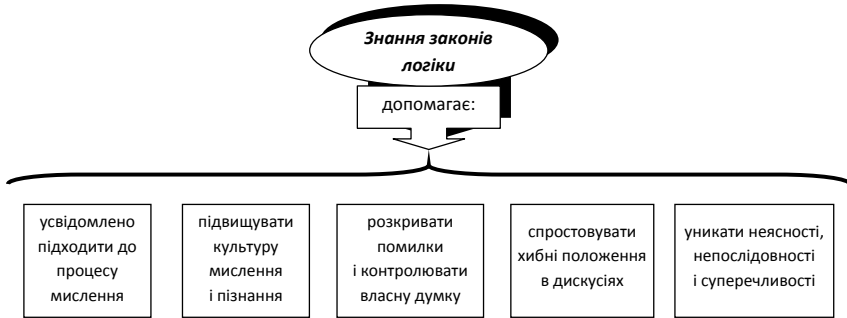 Знання законів
логіки
допомагає:
усвідомлено
підходити до
процесу
мислення
підвищувати
культуру
мислення
і пізнання
розкривати
помилки
і контролювати
власну думку
спростовувати
хибні положення
в дискусіях
уникати неясності,
непослідовності
і суперечливості